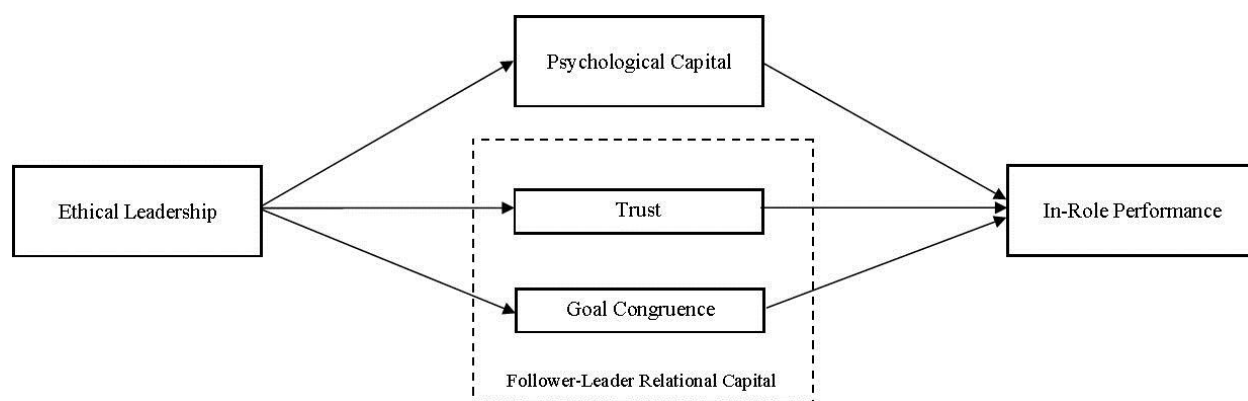 Psychological Capital
Ethical Leadership
Trust
In-Role Performance
Goal Congruence
Follower-Leader Relational Capital